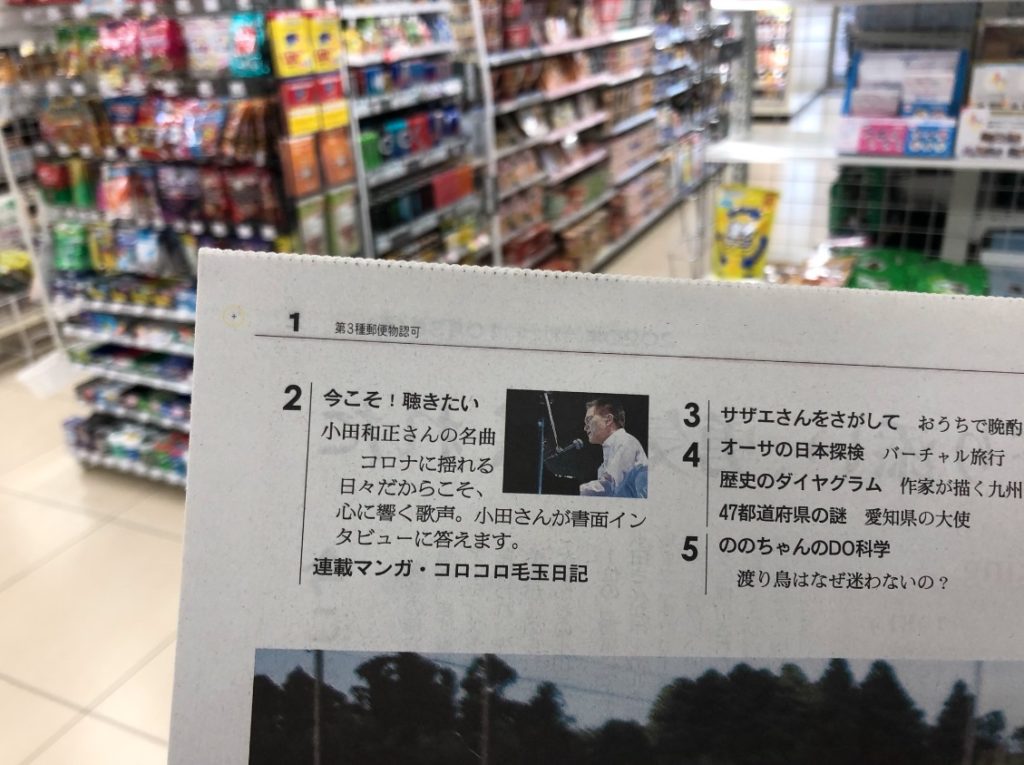 1 第3種郵便物認可
2 今こそ！聴きたい
小田和正さんの名曲
コロナに揺れる
日々だからこそ、
心に響く歌声。小田さんが書面イン
タビューに答えます。
連載マンガ・コロコロ毛玉日記
3 サザエさんをさがして おうちで晩酌
4 オーサの日本探検 バーチャル旅行
歴史のダイヤグラム 作家が描く九州
47都道府県の謎 愛知県の大使
5 ののちゃんのDO科学
渡り鳥はなぜ迷わないの？